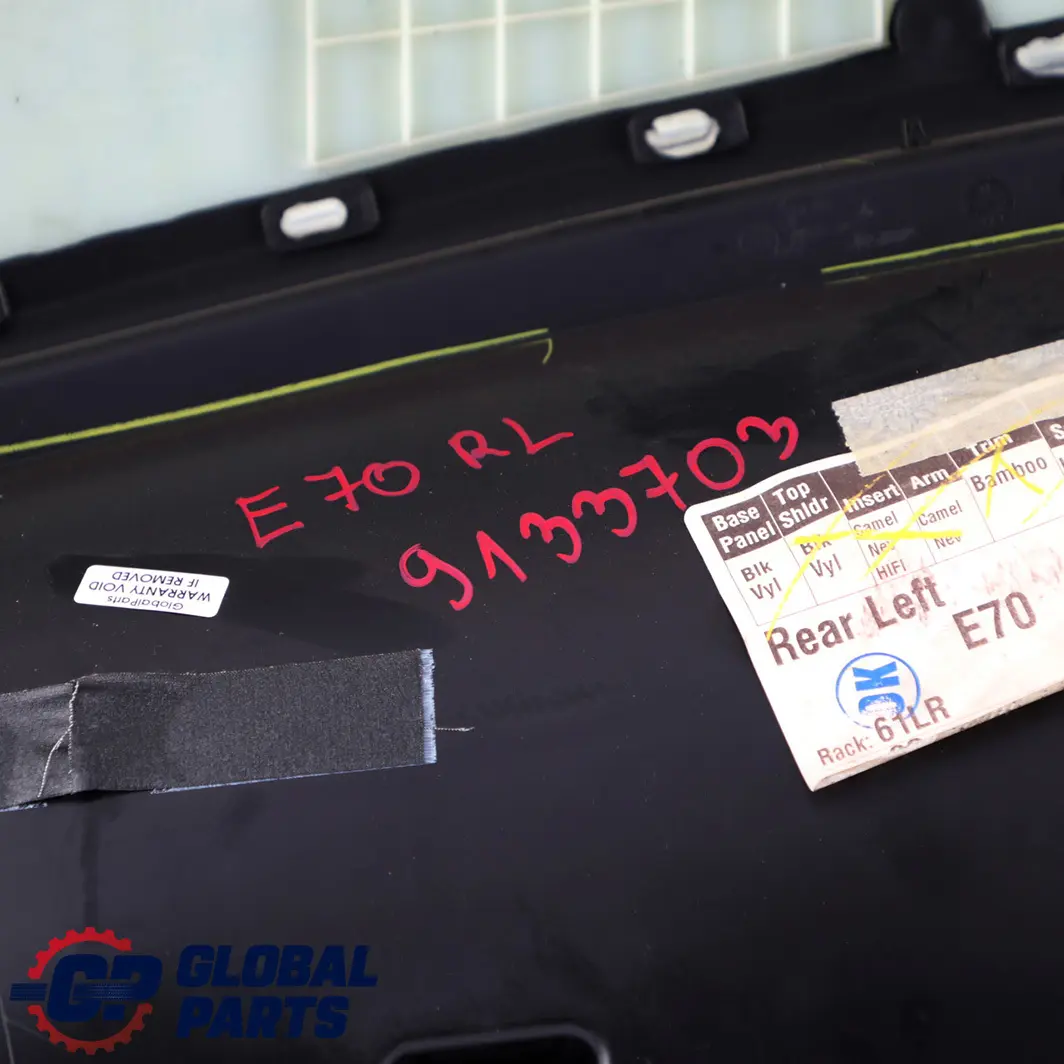 E70 RL
9133703
GlobalParts
WARRANTY VOID
IF REMOVED
Base Panel
Top Shldr
Insert
Arm
Trim
Blk Vyl
Blk Vyl
Camel Nev HiFi
Camel Nev
Bamboo
Rear Left
E70
OK
Rack: 61LR
GP GLOBAL
PARTS